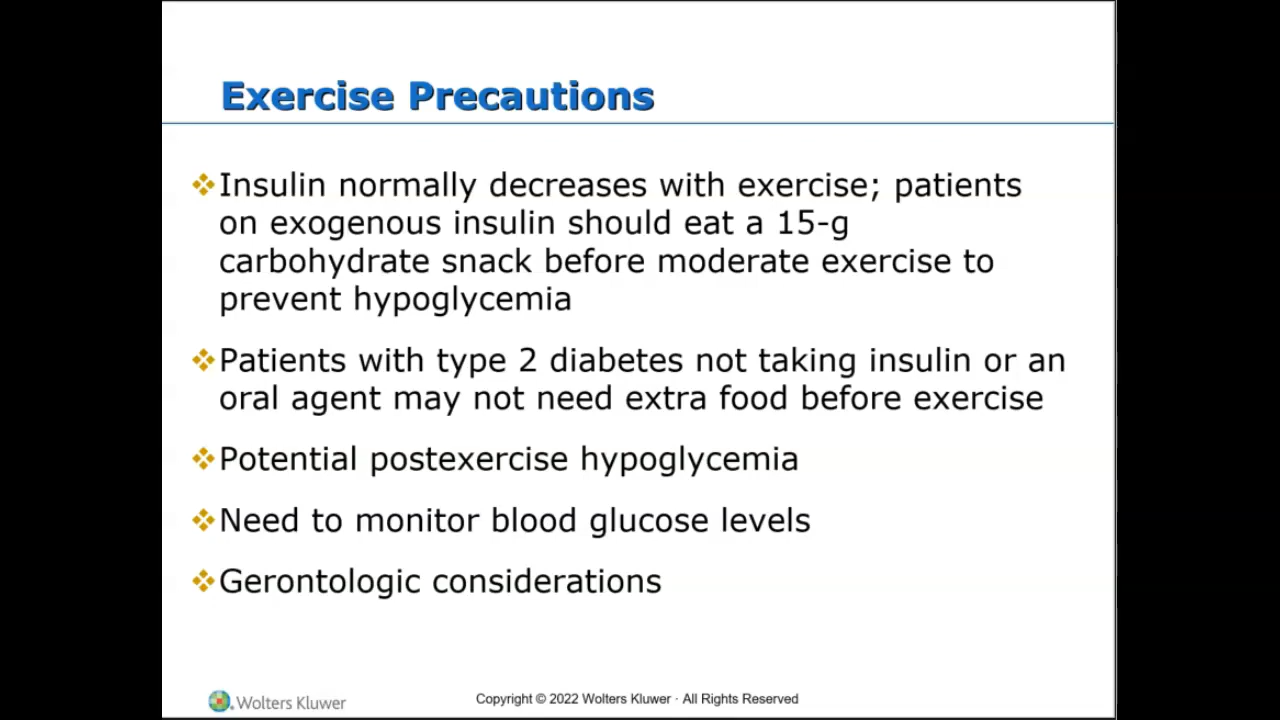 Exercise Precautions
Insulin normally decreases with exercise; patients
on exogenous insulin should eat a 15-g
carbohydrate snack before moderate exercise to
prevent hypoglycemia
Patients with type 2 diabetes not taking insulin or an
oral agent may not need extra food before exercise
Potential postexercise hypoglycemia
Need to monitor blood glucose levels
Gerontologic considerations
Wolters Kluwer
Copyright © 2022 Wolters Kluwer · All Rights Reserved